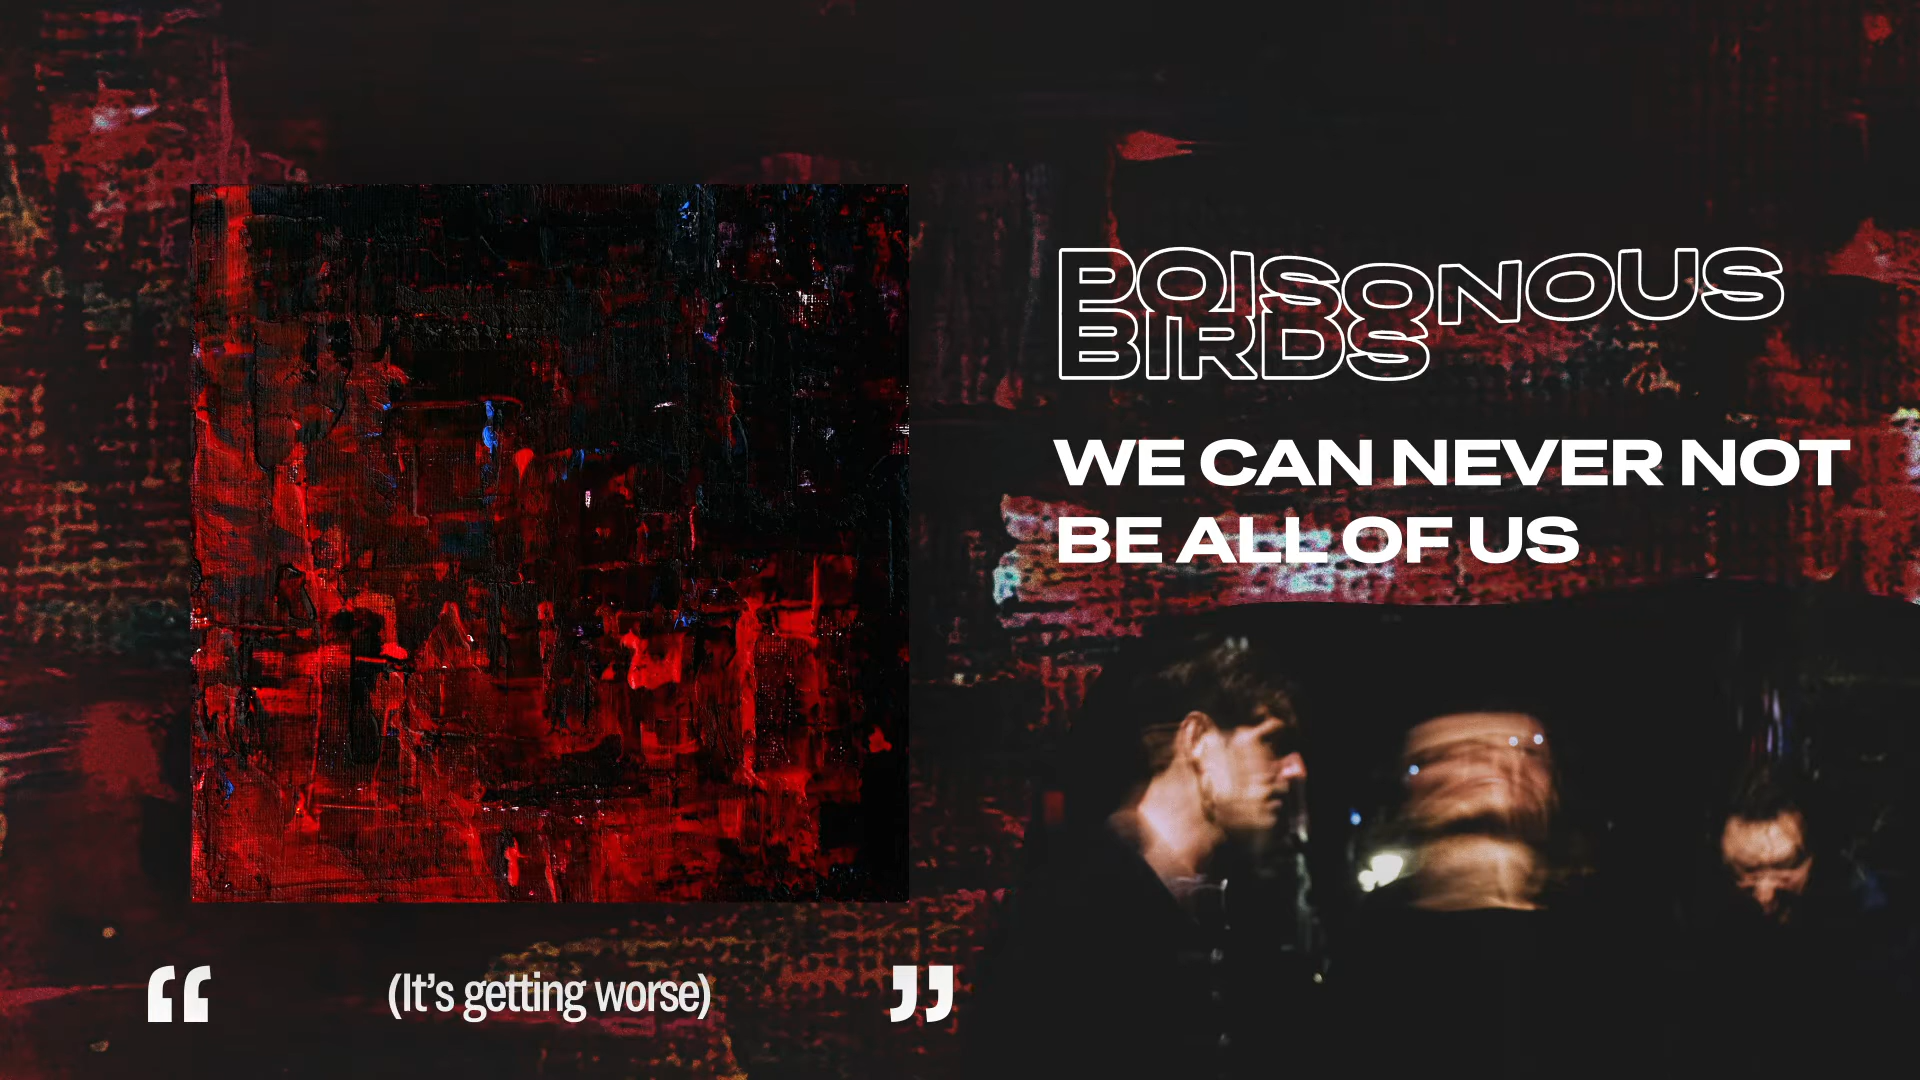 POISONOUS
BIRDS
WE CAN NEVER NOT
BE ALL OF US
“ (It’s getting worse) ”